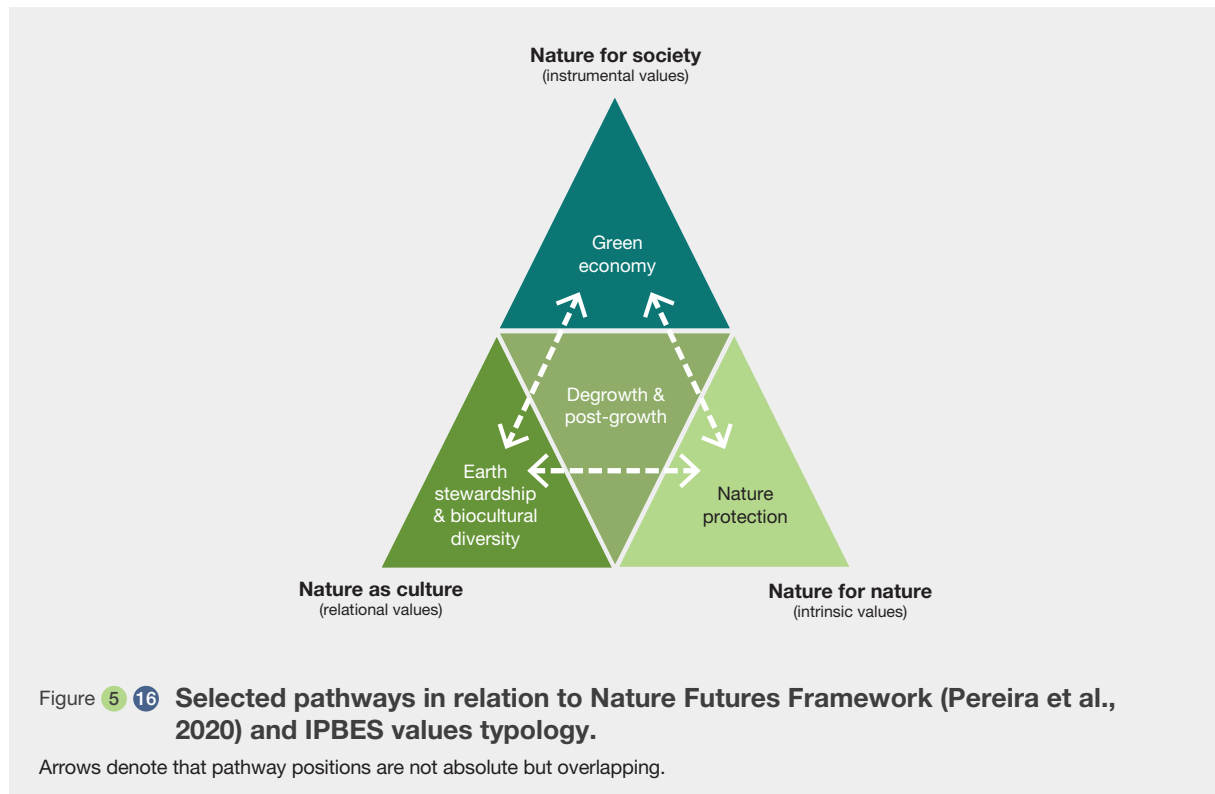 Nature for society
(instrumental values)
Green
economy
Degrowth &
post-growth
Earth
stewardship
& biocultural
diversity
Nature
protection
Nature as culture
(relational values)
Nature for nature
(intrinsic values)
Figure 5 16 Selected pathways in relation to Nature Futures Framework (Pereira et al.,
2020) and IPBES values typology.
Arrows denote that pathway positions are not absolute but overlapping.